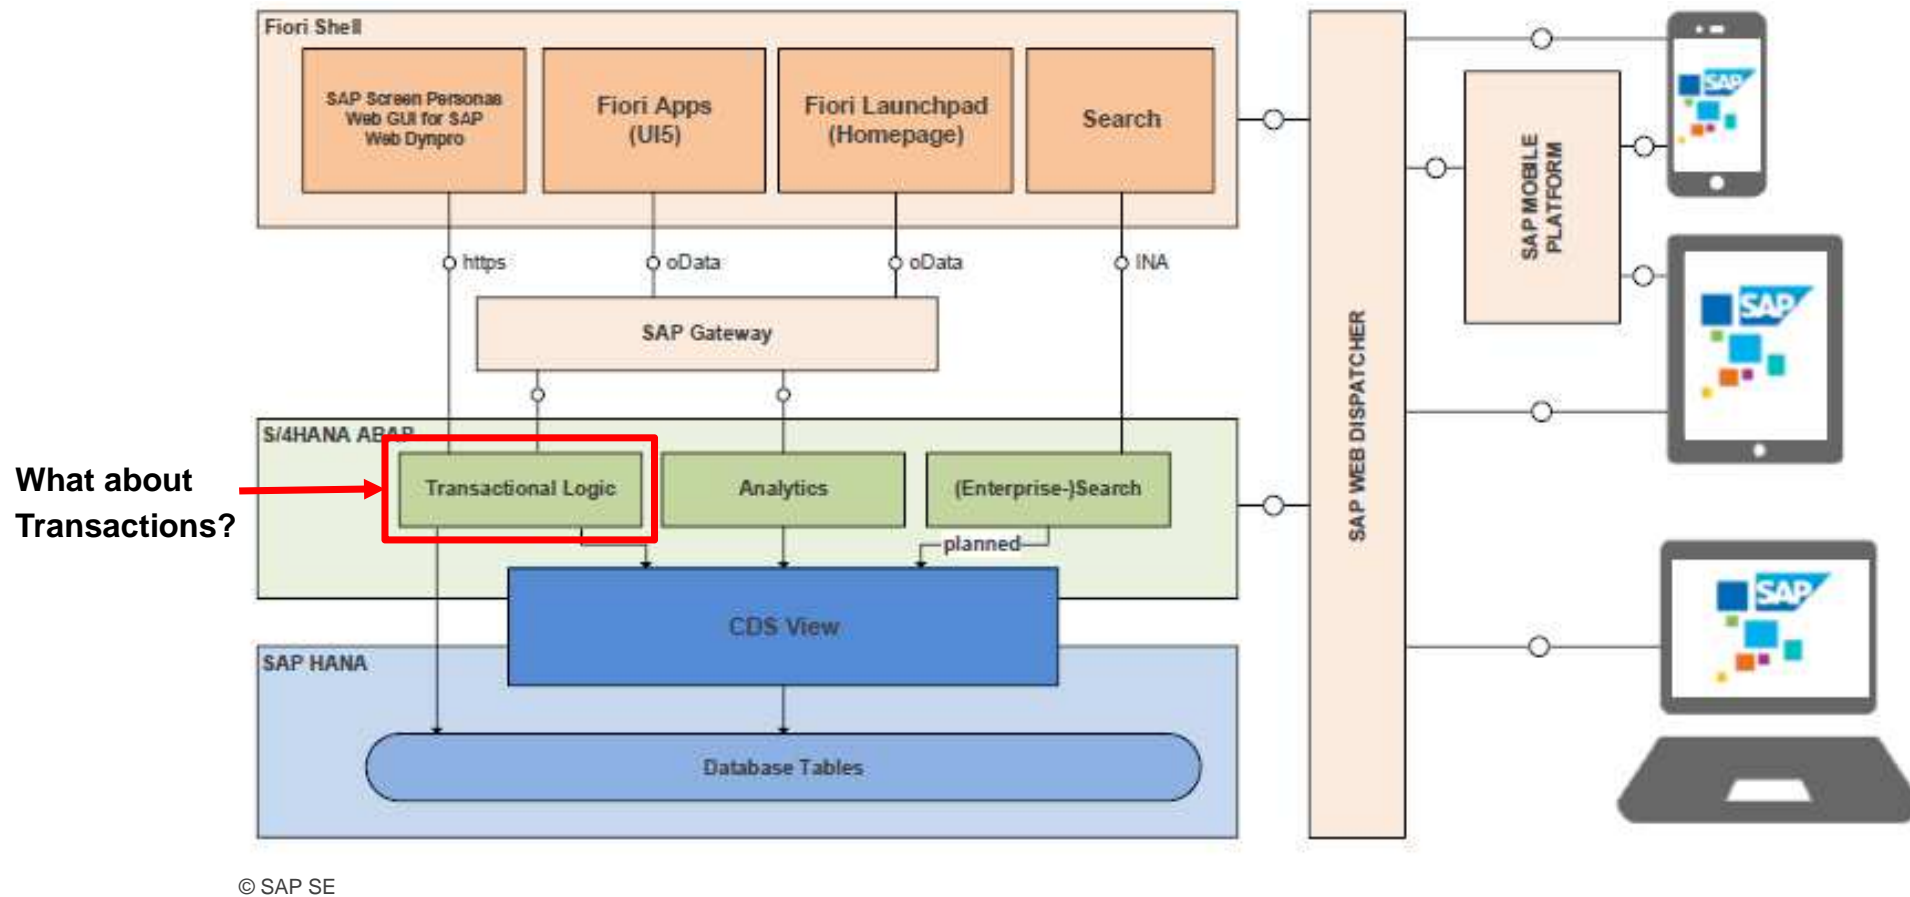 Fiori Shell
SAP Screen Personas
Web GUI for SAP
Web Dynpro
Fiori Apps
(UI5)
Fiori Launchpad
(Homepage)
Search
https
oData
oData
INA
SAP Gateway
S/4HANA ABAP
What about
Transactions?
Transactional Logic
Analytics
(Enterprise-)Search
planned
CDS View
SAP HANA
Database Tables
SAP WEB DISPATCHER
SAP MOBILE
PLATFORM
SAP
SAP
SAP
© SAP SE